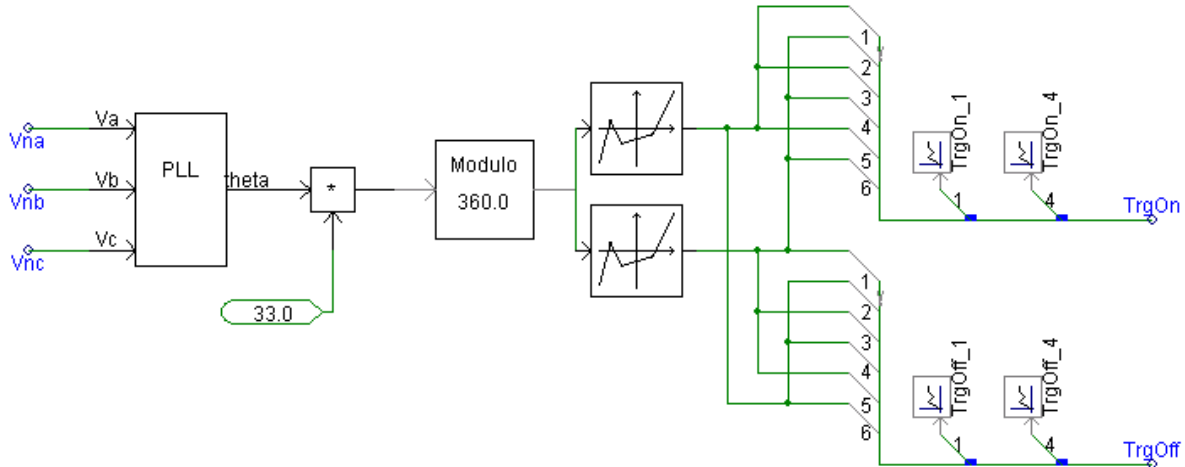 Vna
Va
Vnb
Vb
Vnc
Vc
PLL
theta
*
33.0
Modulo
360.0
1
2
3
4
5
6
TrgOn_1
TrgOn_4
1
4
TrgOn
1
2
3
4
5
6
TrgOff_1
TrgOff_4
1
4
TrgOff